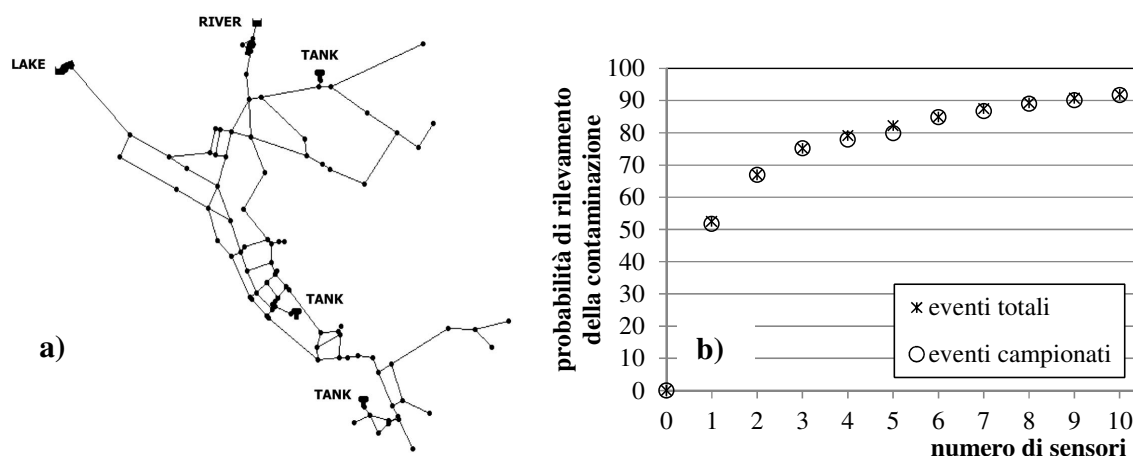 RIVER
TANK
LAKE
TANK
a)
TANK
probabilità di rilevamento
della contaminazione
100
90
80
70
60
50
40
30
20
10
0
eventi totali
eventi campionati
b)
0 1 2 3 4 5 6 7 8 9 10
numero di sensori